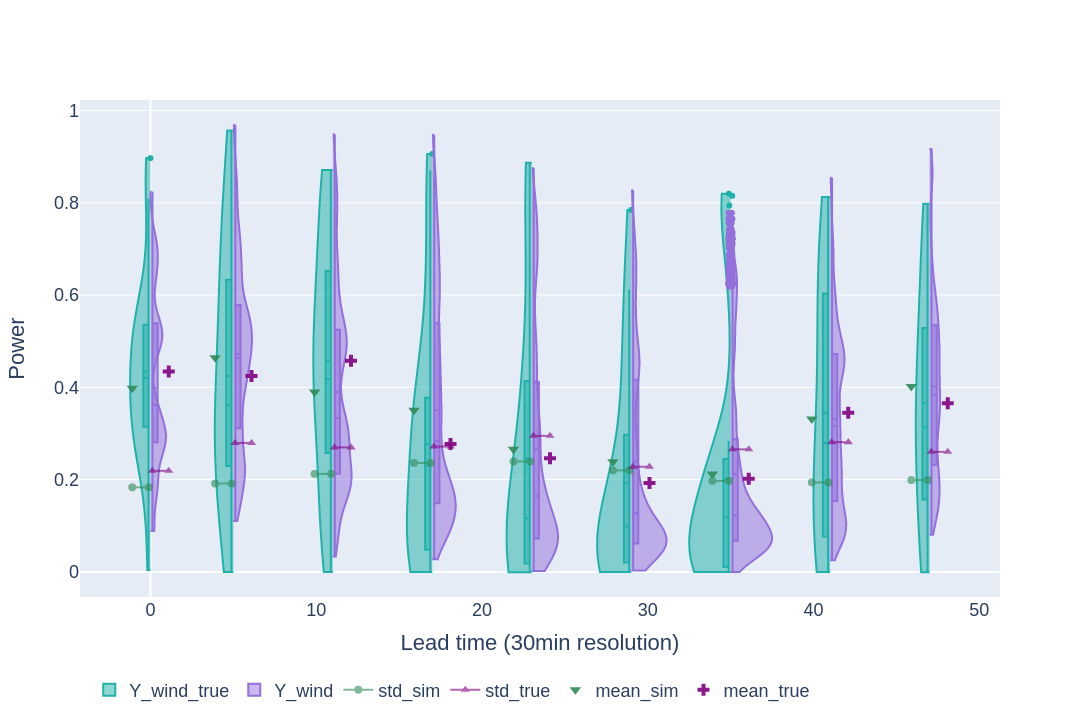 1
0.8
0.6
0.4
0.2
0
Power
0 10 20 30 40 50
Lead time (30min resolution)
Y_wind_true Y_wind std_sim std_true mean_sim mean_true